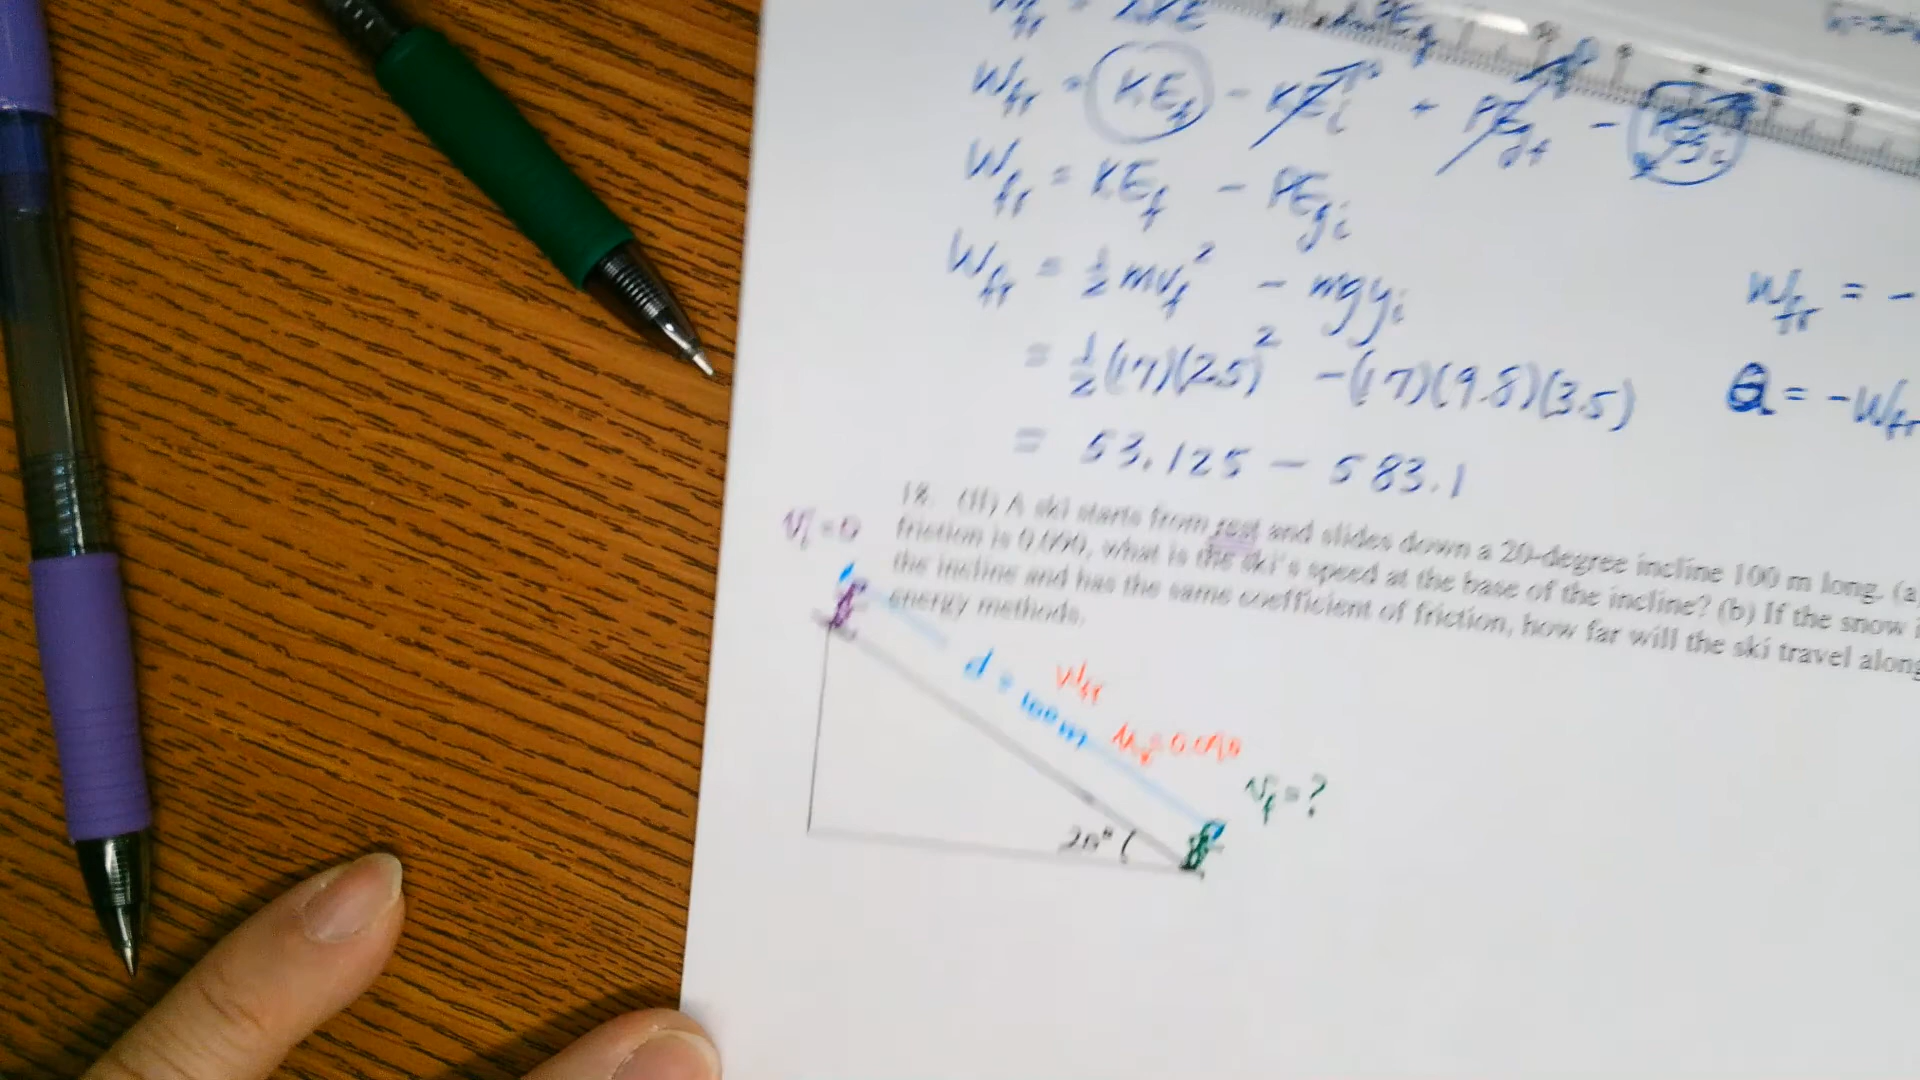 W_fr = KE_f - KE_i + PE_gf - PE_gi
W_fr = KE_f - PE_gi
W_fr = 1/2 mv_f² - mgy_i
= 1/2 (17)(2.5)² - (17)(9.8)(3.5)
= 53.125 - 583.1
W_fr = -
Q = -W_fr
18. (II) A ski starts from rest and slides down a 20-degree incline 100 m long. (a)
friction is 0.090, what is the ski's speed at the base of the incline? (b) If the snow
the incline and has the same coefficient of friction, how far will the ski travel along
energy methods.
v_i = 0
d = 100 m
W_fr
μ_k = 0.090
v_f = ?
20°